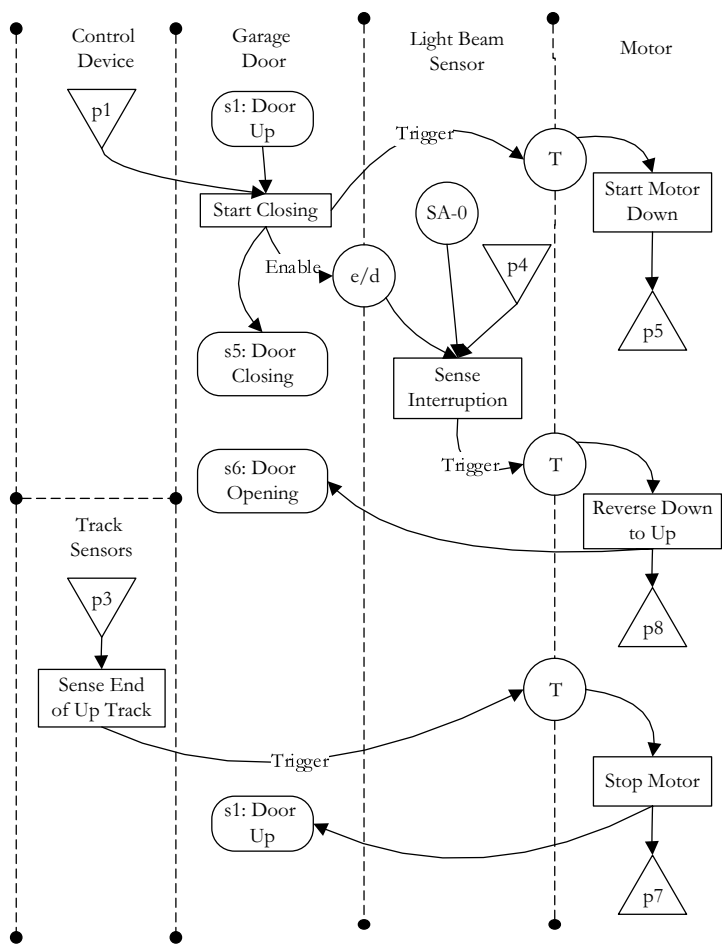 Control
Device
Garage
Door
Light Beam
Sensor
Motor
p1
s1: Door
Up
Trigger
T
Start Closing
SA-0
Start Motor
Down
Enable
e/d
p4
p5
s5: Door
Closing
Sense
Interruption
s6: Door
Opening
Trigger
T
Reverse Down
to Up
Track
Sensors
p3
p8
Sense End
of Up Track
T
Trigger
Stop Motor
s1: Door
Up
p7